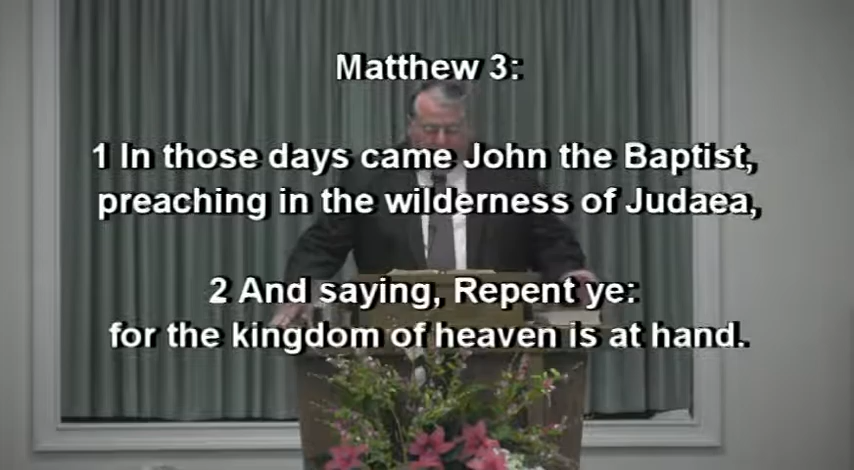 Matthew 3:
1 In those days came John the Baptist,
preaching in the wilderness of Judaea,
2 And saying, Repent ye:
for the kingdom of heaven is at hand.